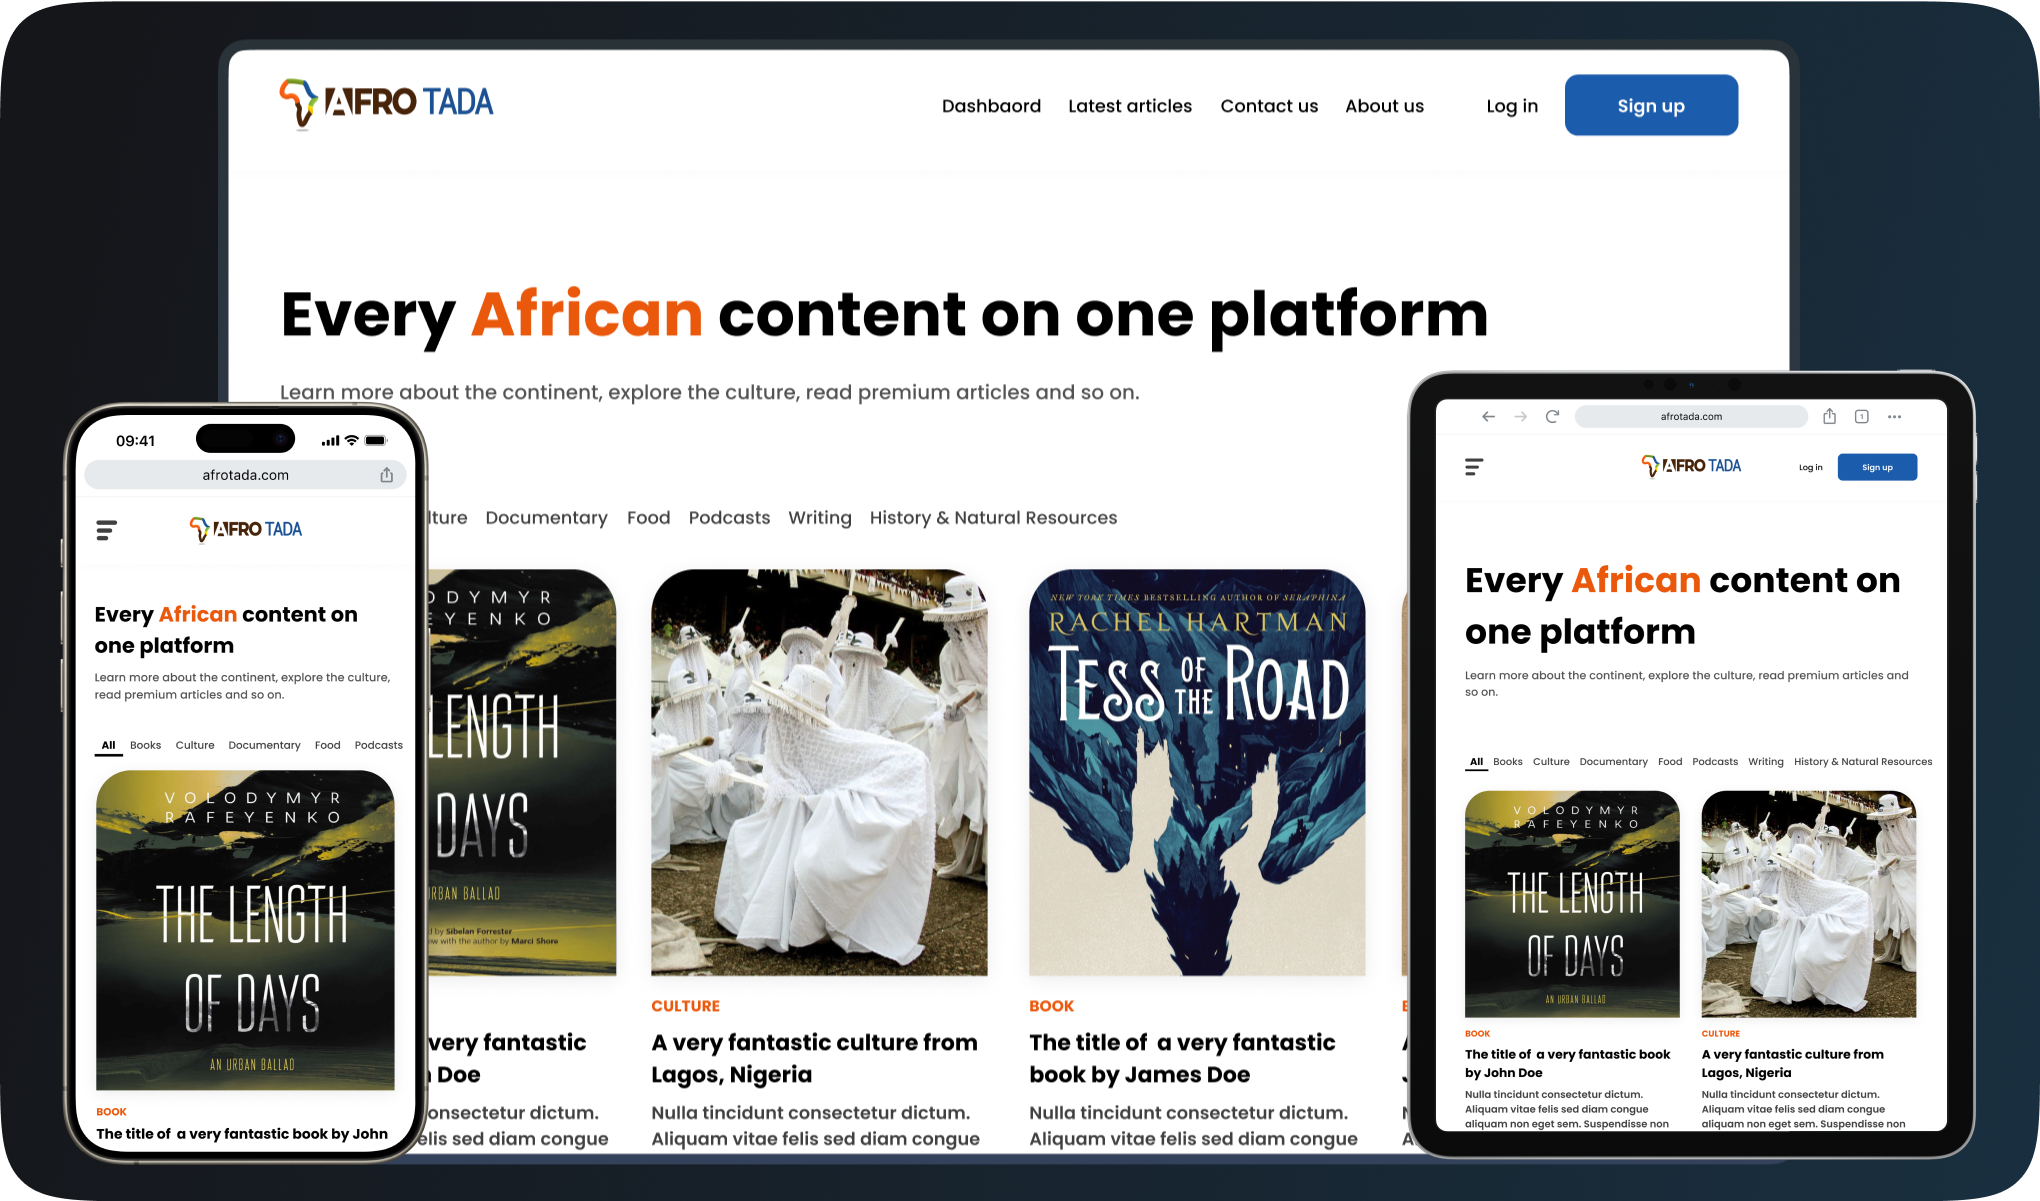 AFRO TADA
Dashbaord Latest articles Contact us About us Log in Sign up
Every African content on one platform
Learn more about the continent, explore the culture, read premium articles and so on.
lture Documentary Food Podcasts Writing History & Natural Resources
ODYMYR
EYENKO
LENGTH
DAYS
URBAN BALLAD
d by Sibelan Forrester
ew with the author by Marci Shore
very fantastic
Doe
onsectetur dictum.
elis sed diam congue
CULTURE
A very fantastic culture from
Lagos, Nigeria
Nulla tincidunt consectetur dictum.
Aliquam vitae felis sed diam congue
NEW YORK TIMES BESTSELLING AUTHOR OF SERAPHINA
RACHEL HARTMAN
TESS OF THE ROAD
BOOK
The title of a very fantastic
book by James Doe
Nulla tincidunt consectetur dictum.
Aliquam vitae felis sed diam congue
09:41
afrotada.com
AFRO TADA
Every African content on
one platform
Learn more about the continent, explore the culture,
read premium articles and so on.
All Books Culture Documentary Food Podcasts
VOLODYMYR
RAFEYENKO
THE LENGTH
OF DAYS
AN URBAN BALLAD
BOOK
The title of a very fantastic book by John
afrotada.com
1
AFRO TADA Log in Sign up
Every African content on
one platform
Learn more about the continent, explore the culture, read premium articles and
so on.
All Books Culture Documentary Food Podcasts Writing History & Natural Resources
VOLODYMYR
RAFEYENKO
THE LENGTH
OF DAYS
AN URBAN BALLAD
BOOK
The title of a very fantastic book
by John Doe
Nulla tincidunt consectetur dictum.
Aliquam vitae felis sed diam congue
aliquam non eget sem. Suspendisse non
CULTURE
A very fantastic culture from
Lagos, Nigeria
Nulla tincidunt consectetur dictum.
Aliquam vitae felis sed diam congue
aliquam non eget sem. Suspendisse non